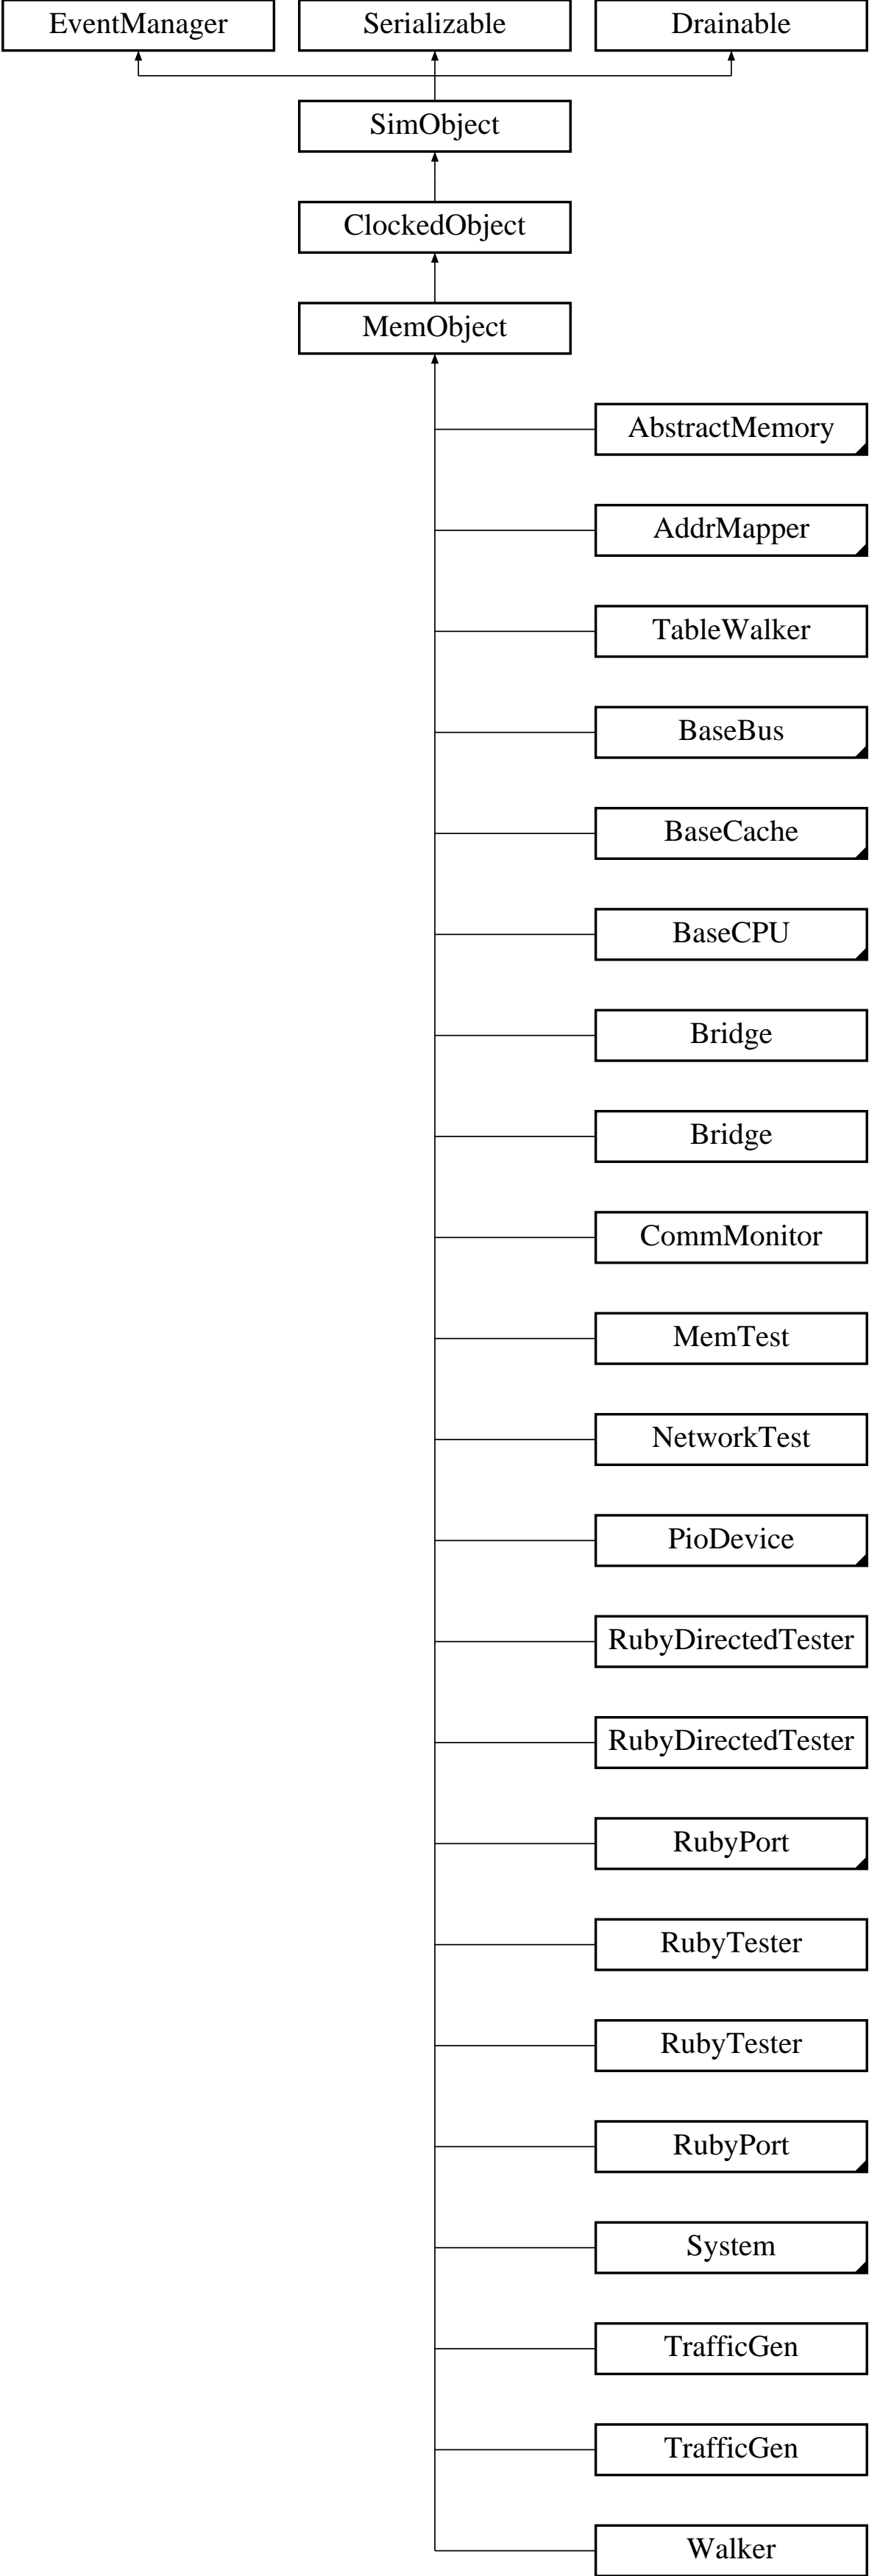 EventManager
Serializable
Drainable
SimObject
ClockedObject
MemObject
AbstractMemory
AddrMapper
TableWalker
BaseBus
BaseCache
BaseCPU
Bridge
Bridge
CommMonitor
MemTest
NetworkTest
PioDevice
RubyDirectedTester
RubyDirectedTester
RubyPort
RubyTester
RubyTester
RubyPort
System
TrafficGen
TrafficGen
Walker